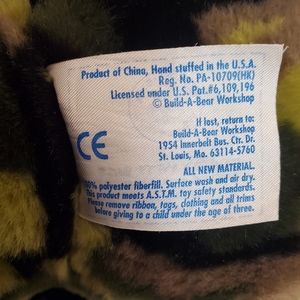 Product of China, Hand stuffed in the U.S.A.
Reg. No. PA-10709(HK)
Licensed under U.S. Pat.#6,109,196
© Build-A-Bear Workshop
If lost, return to:
Build-A-Bear Workshop
1954 Innerbelt Bus. Ctr. Dr.
St. Louis, Mo. 63114-5760
CE
ALL NEW MATERIAL.
100% polyester fiberfill. Surface wash and air dry.
This product meets A.S.T.M. toy safety standards.
Please remove ribbon, tags, clothing and all trims
before giving to a child under the age of three.